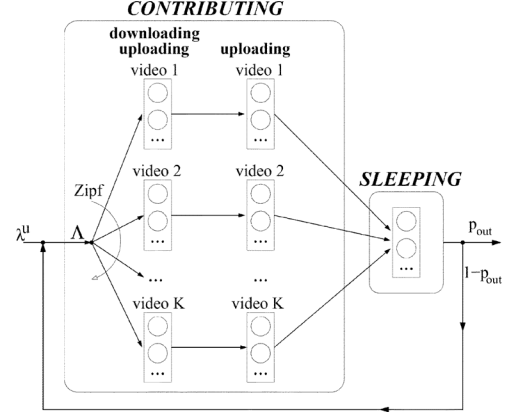 CONTRIBUTING
downloading
uploading
uploading
video 1
video 1
...
...
video 2
video 2
SLEEPING
Zipf
λᵘ
Λ
...
...
...
p_out
...
...
1-p_out
video K
video K
...
...